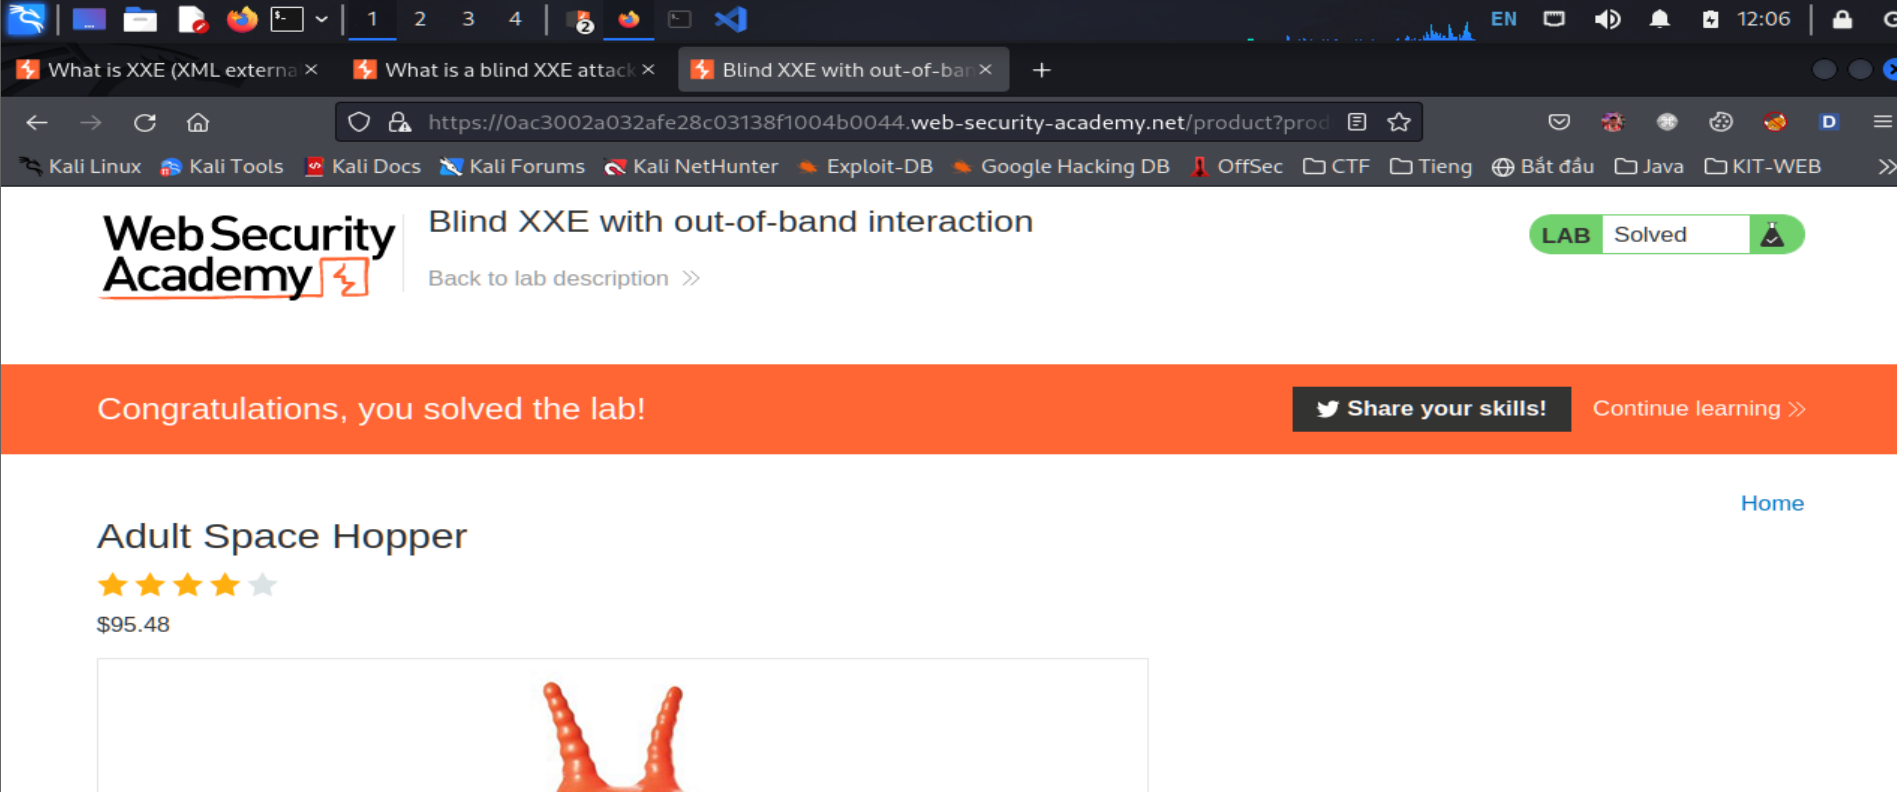 1 2 3 4 2 EN 12:06
What is XXE (XML externa What is a blind XXE attack Blind XXE with out-of-ban
https://0ac3002a032afe28c03138f1004b0044.web-security-academy.net/product?prod
Kali Linux Kali Tools Kali Docs Kali Forums Kali NetHunter Exploit-DB Google Hacking DB OffSec CTF Tieng Bắt đầu Java KIT-WEB
Web Security
Academy
Blind XXE with out-of-band interaction
Back to lab description
LAB Solved
Congratulations, you solved the lab!
Share your skills! Continue learning
Home
Adult Space Hopper
$95.48